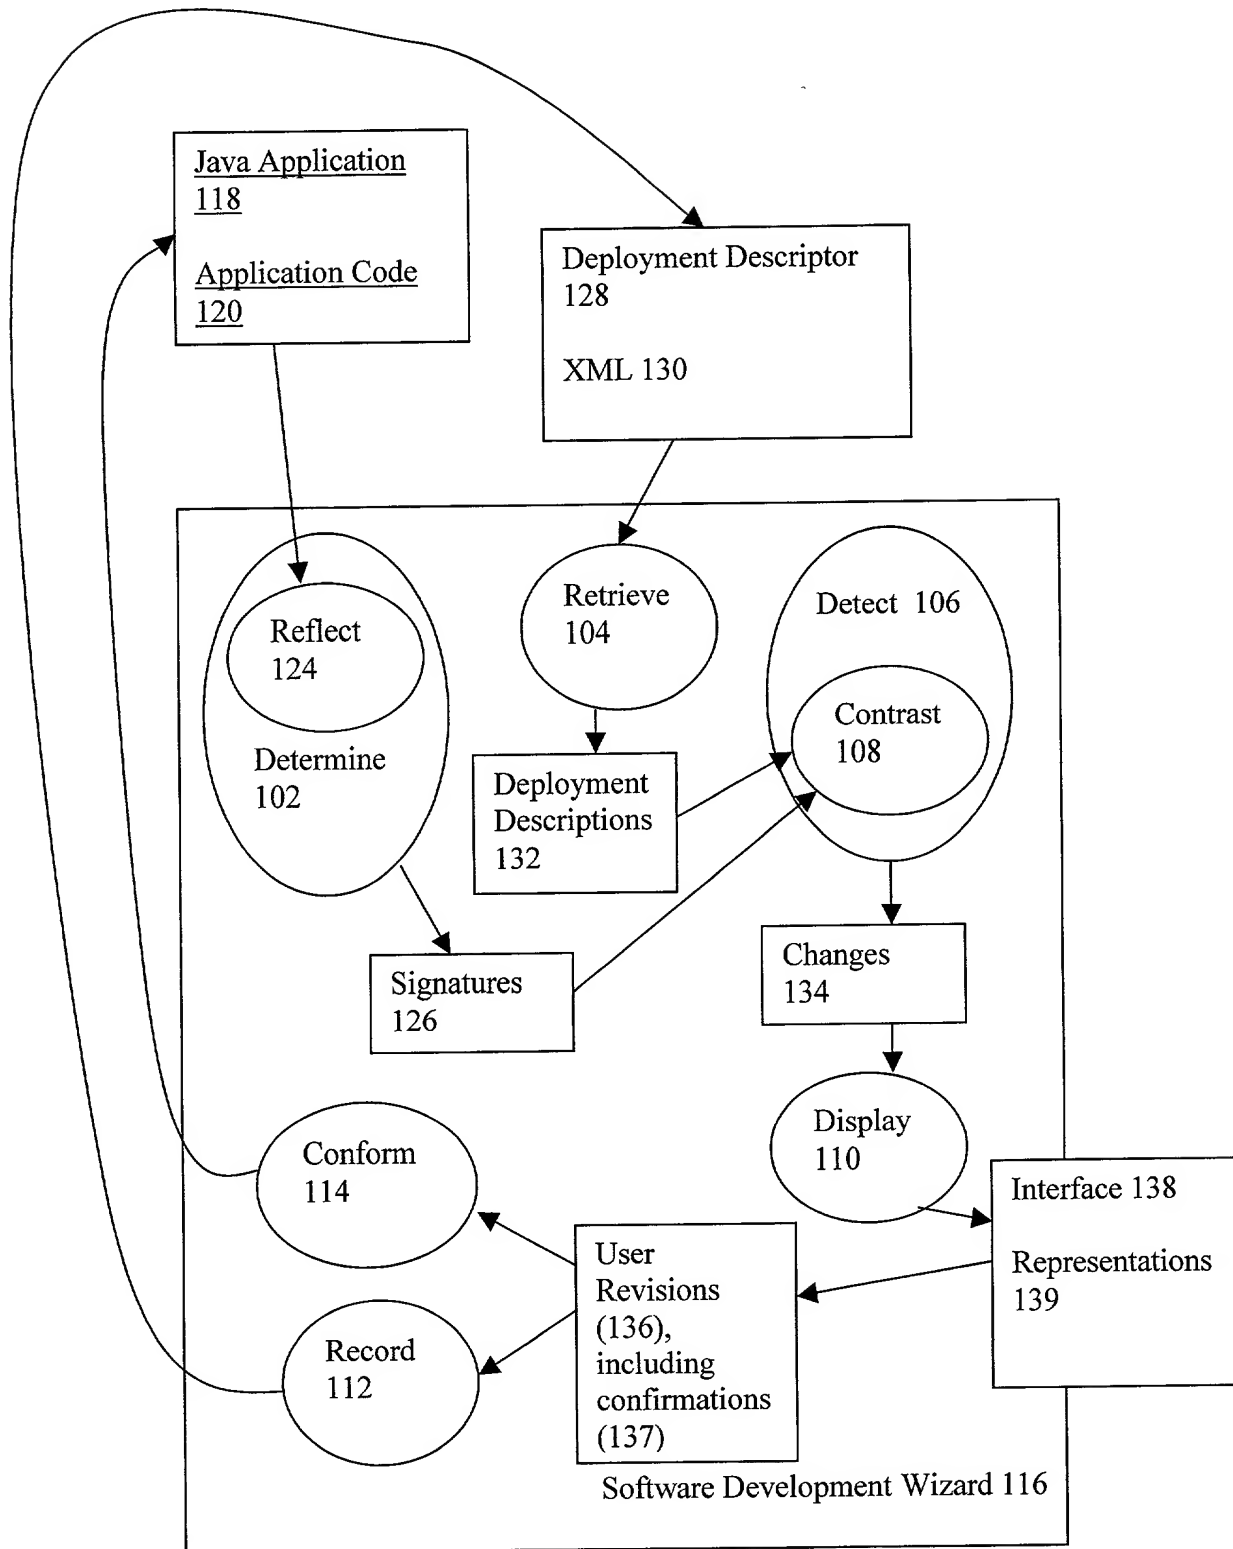 Java Application
118
Application Code
120
Deployment Descriptor
128
XML 130
Reflect
124
Determine
102
Retrieve
104
Detect 106
Contrast
108
Deployment
Descriptions
132
Signatures
126
Changes
134
Display
110
Conform
114
Record
112
User
Revisions
(136),
including
confirmations
(137)
Interface 138
Representations
139
Software Development Wizard 116